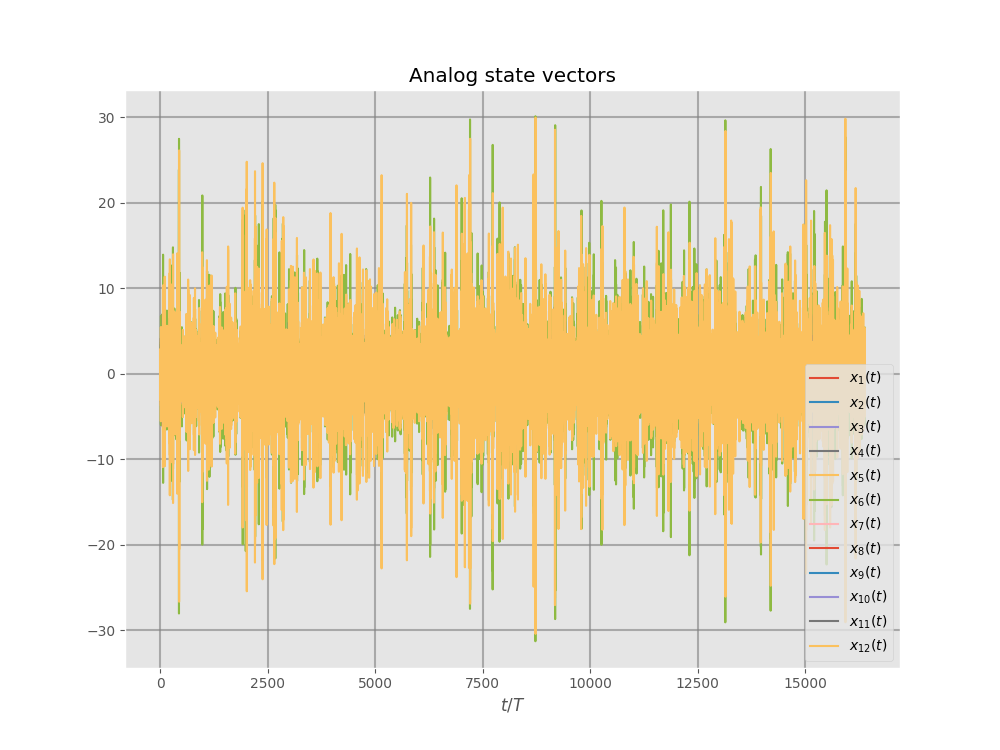 Analog state vectors
30
20
10
0
−10
−20
−30
0 2500 5000 7500 10000 12500 15000
t/T
x₁(t)
x₂(t)
x₃(t)
x₄(t)
x₅(t)
x₆(t)
x₇(t)
x₈(t)
x₉(t)
x₁₀(t)
x₁₁(t)
x₁₂(t)